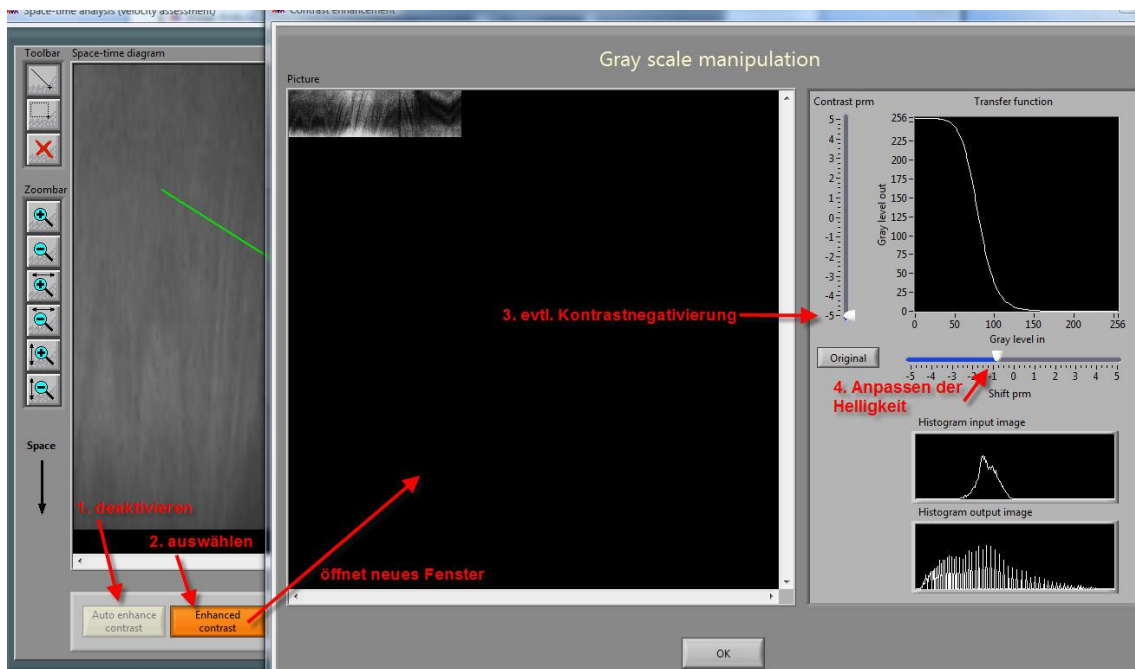 Space-time analysis (velocity assessment)
Contrast enhancement
Toolbar
Space-time diagram
Zoombar
Space
1. deaktivieren
2. auswählen
Auto enhance
contrast
Enhanced
contrast
Gray scale manipulation
Picture
3. evtl. Kontrastnegativierung
öffnet neues Fenster
OK
Contrast prm
5
4
3
2
1
0
-1
-2
-3
-4
-5
Transfer function
Gray level out
256
225
200
175
150
125
100
75
50
25
0
0 50 100 150 200 256
Gray level in
Original
-5 -4 -3 -2 -1 0 1 2 3 4 5
Shift prm
4. Anpassen der
Helligkeit
Histogram input image
Histogram output image